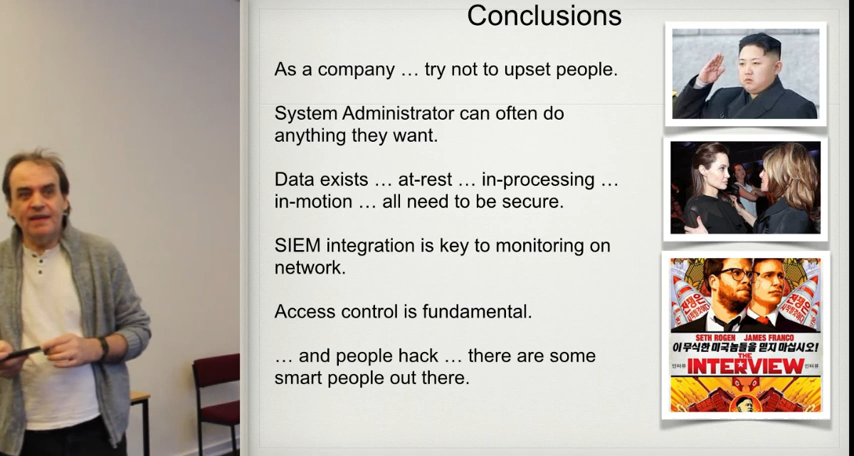 Conclusions
As a company … try not to upset people.
System Administrator can often do
anything they want.
Data exists … at-rest … in-processing …
in-motion … all need to be secure.
SIEM integration is key to monitoring on
network.
Access control is fundamental.
… and people hack … there are some
smart people out there.
SETH ROGEN JAMES FRANCO
이 무식한 미국놈들을 믿지 마십시오!
THE
INTERVIEW